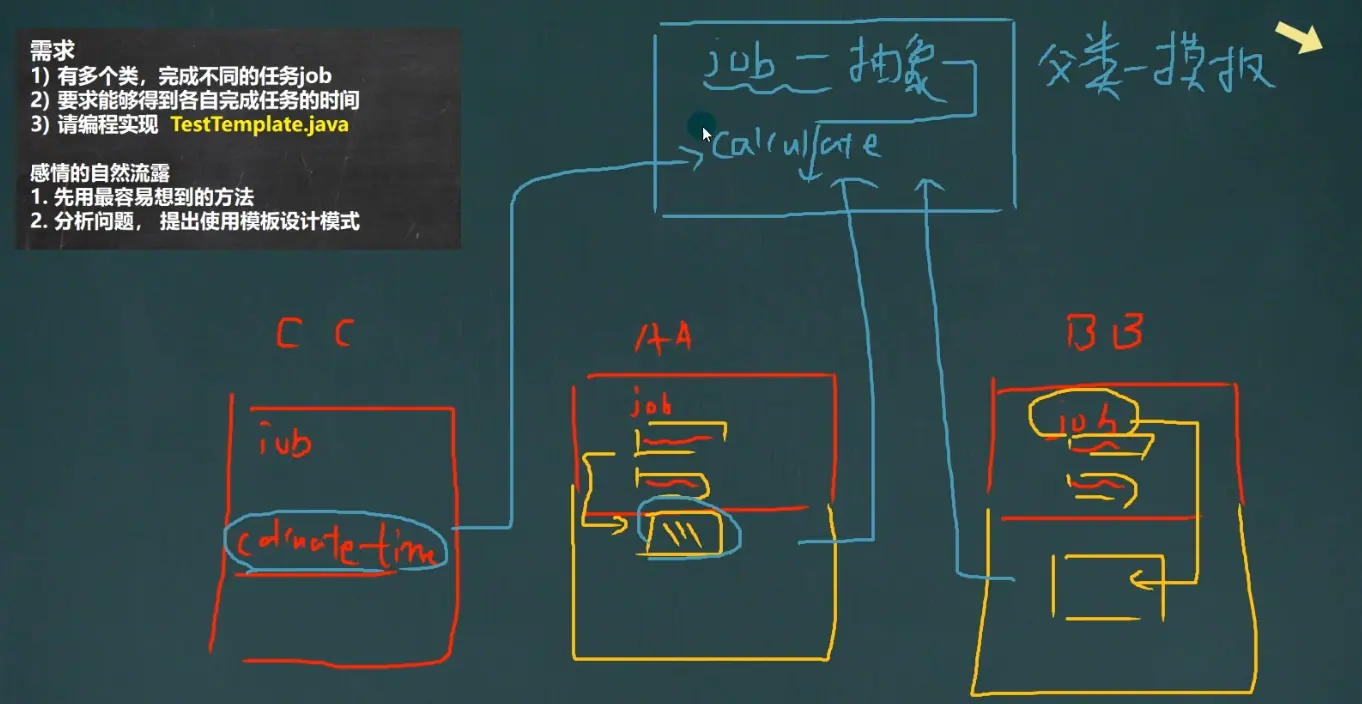 需求
1) 有多个类，完成不同的任务job
2) 要求能够得到各自完成任务的时间
3) 请编程实现 TestTemplate.java
感情的自然流露
1. 先用最容易想到的方法
2. 分析问题， 提出使用模板设计模式
job - 抽象
父类-模板
calculate
CC
job
AA
job
BB
job